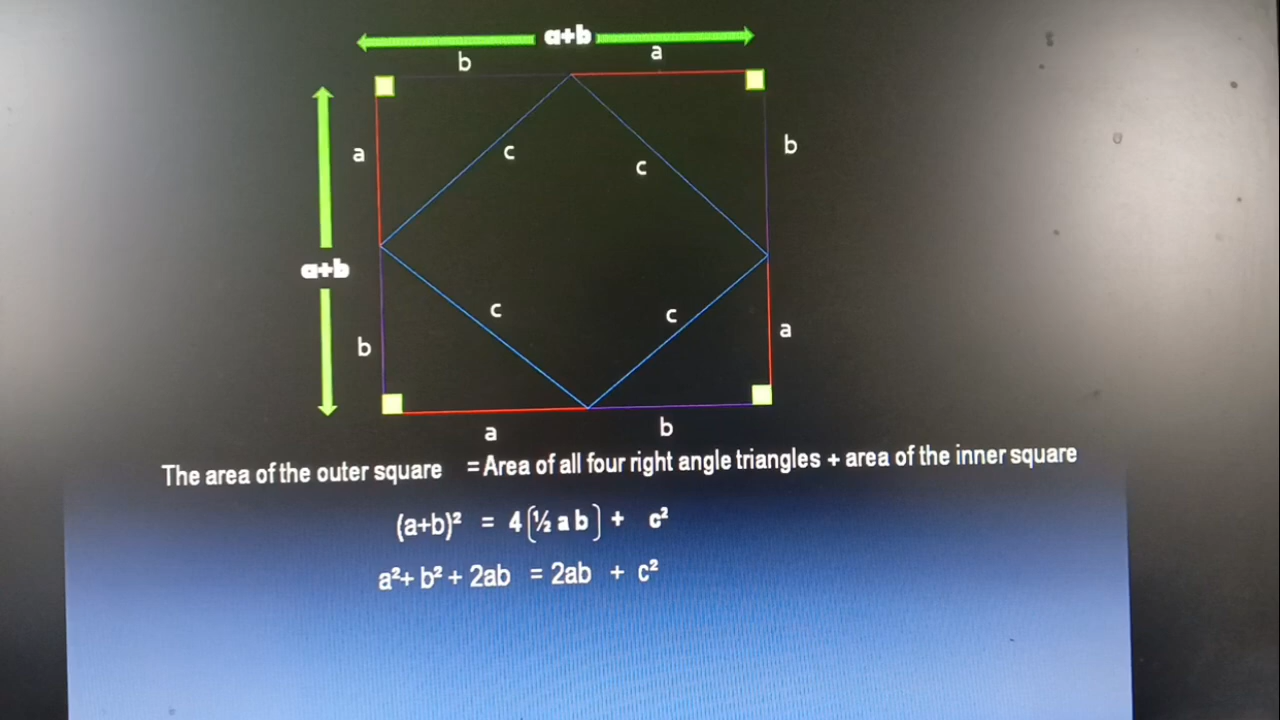 a+b
b a
a c c b
a+b
b c c a
a b
The area of the outer square = Area of all four right angle triangles + area of the inner square
(a+b)² = 4(½ a b) + c²
a²+ b² + 2ab = 2ab + c²